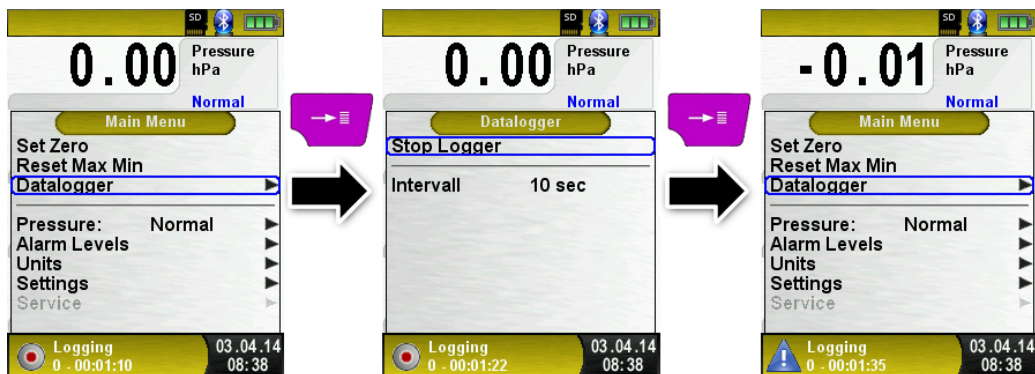 SD
0.00
Pressure
hPa
Normal
Main Menu
Set Zero
Reset Max Min
Datalogger
Pressure: Normal
Alarm Levels
Units
Settings
Service
Logging
0 - 00:01:10
03.04.14
08:38
SD
0.00
Pressure
hPa
Normal
Datalogger
Stop Logger
Intervall 10 sec
Logging
0 - 00:01:22
03.04.14
08:38
SD
-0.01
Pressure
hPa
Normal
Main Menu
Set Zero
Reset Max Min
Datalogger
Pressure: Normal
Alarm Levels
Units
Settings
Service
Logging
0 - 00:01:35
03.04.14
08:38